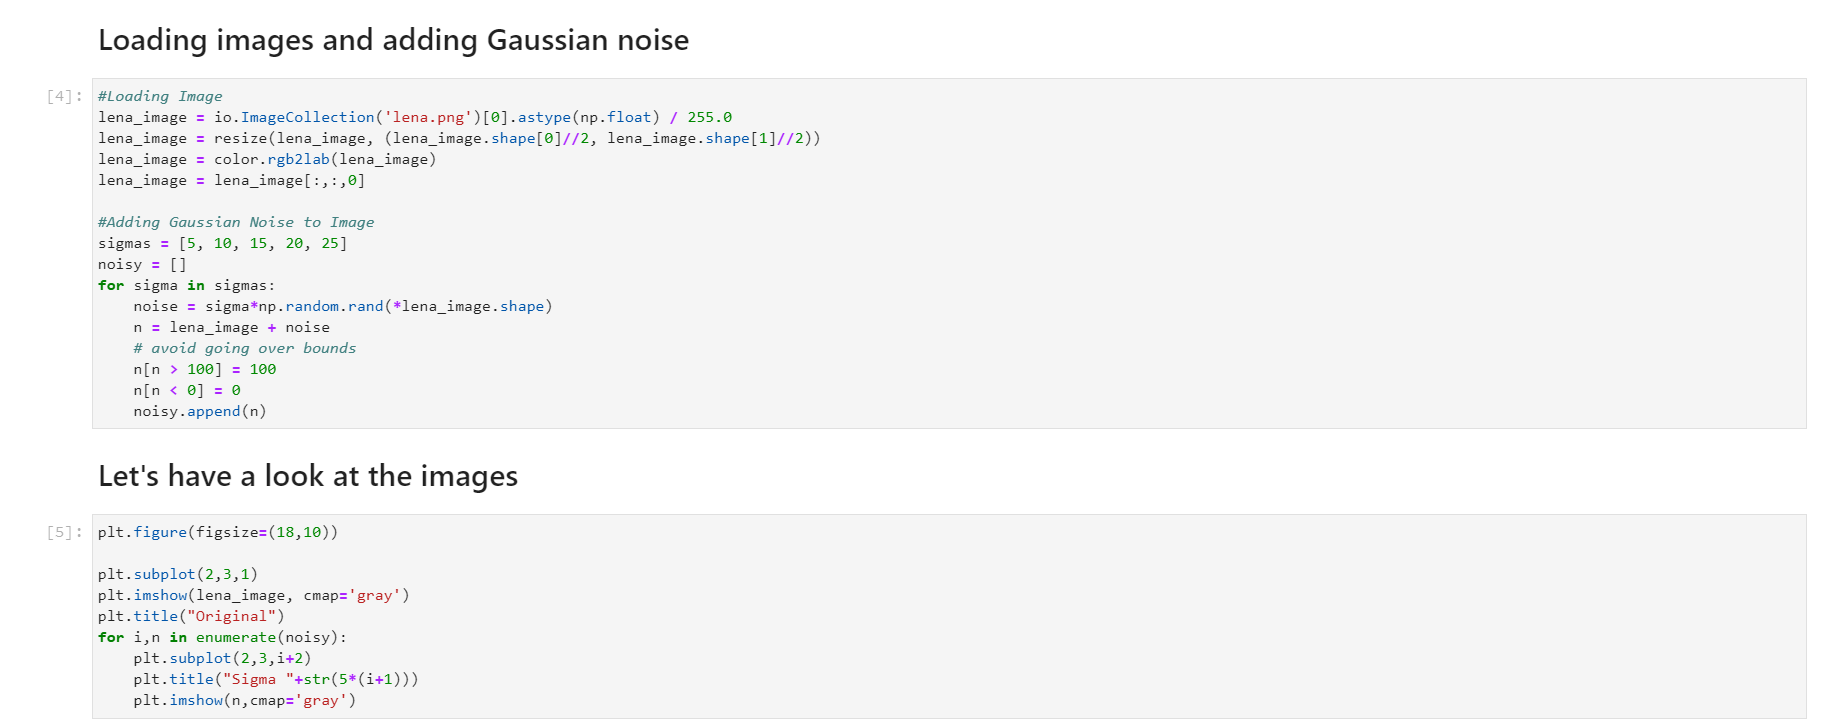 Loading images and adding Gaussian noise
[4]:
#Loading Image
lena_image = io.ImageCollection('lena.png')[0].astype(np.float) / 255.0
lena_image = resize(lena_image, (lena_image.shape[0]//2, lena_image.shape[1]//2))
lena_image = color.rgb2lab(lena_image)
lena_image = lena_image[:,:,0]

#Adding Gaussian Noise to Image
sigmas = [5, 10, 15, 20, 25]
noisy = []
for sigma in sigmas:
    noise = sigma*np.random.rand(*lena_image.shape)
    n = lena_image + noise
    # avoid going over bounds
    n[n > 100] = 100
    n[n < 0] = 0
    noisy.append(n)
Let's have a look at the images
[5]:
plt.figure(figsize=(18,10))

plt.subplot(2,3,1)
plt.imshow(lena_image, cmap='gray')
plt.title("Original")
for i,n in enumerate(noisy):
    plt.subplot(2,3,i+2)
    plt.title("Sigma "+str(5*(i+1)))
    plt.imshow(n,cmap='gray')